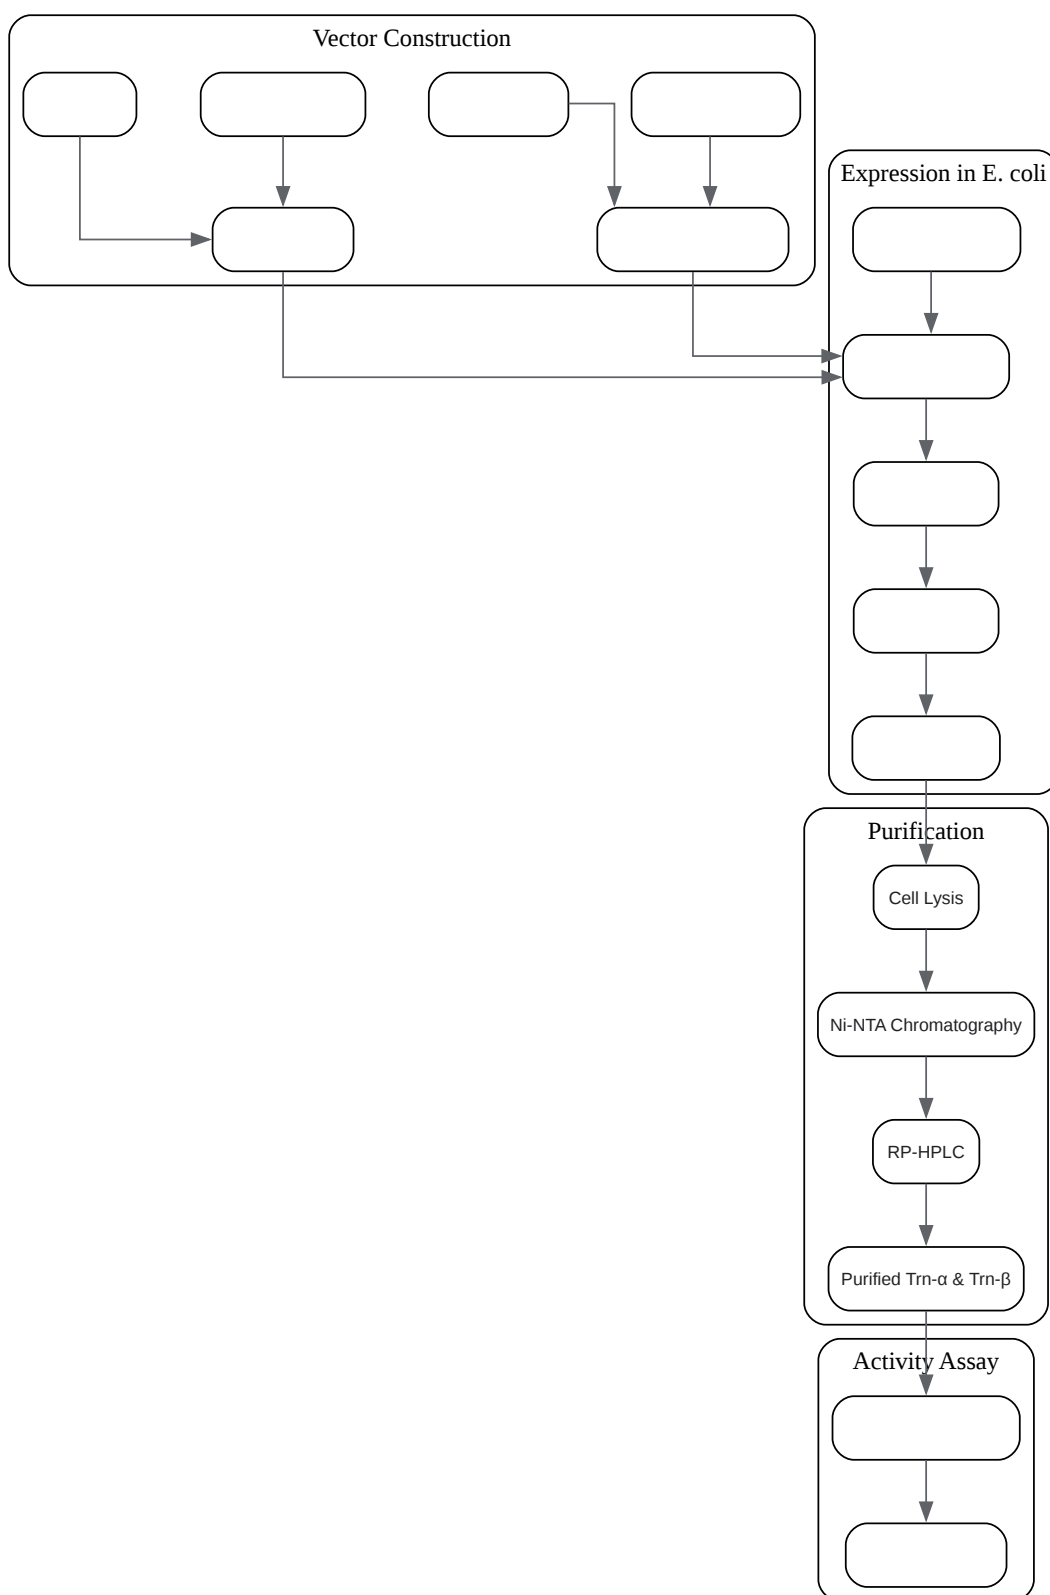 Vector Construction
Expression in E. coli
Purification
Cell Lysis
Ni-NTA Chromatography
RP-HPLC
Purified Trn-α & Trn-β
Activity Assay